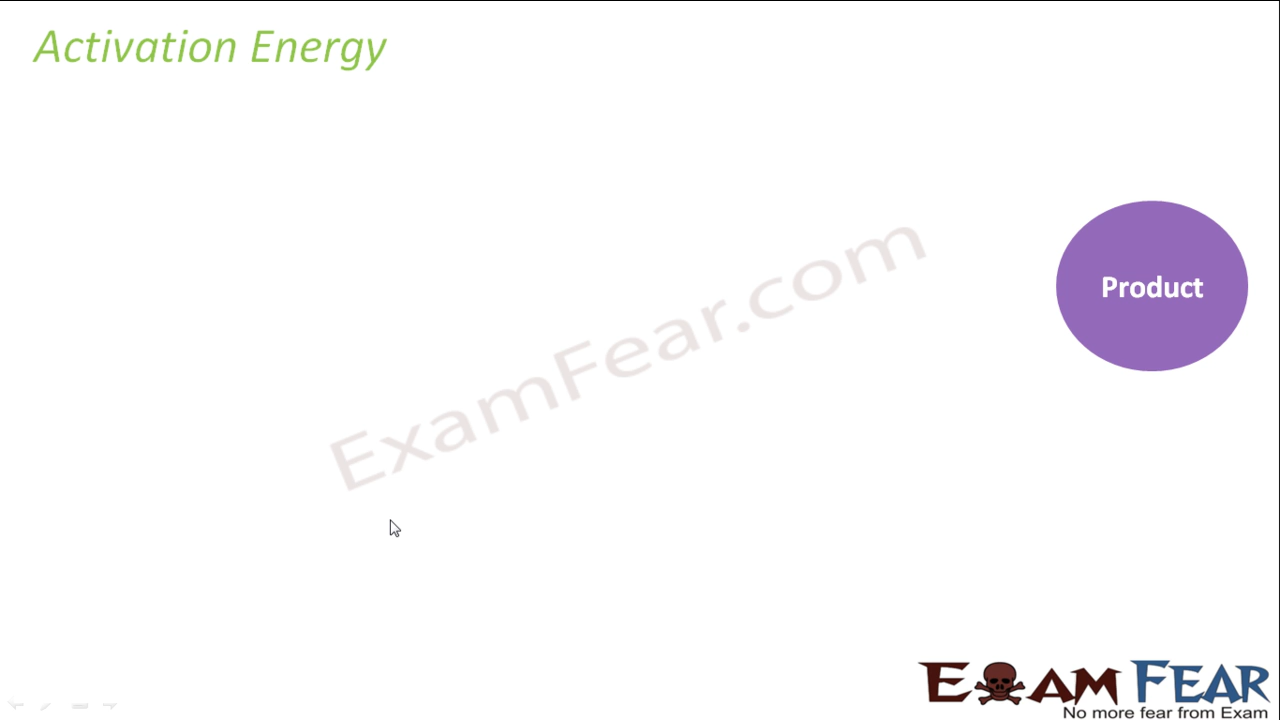 Activation Energy
Product
ExamFear.com
EXAM FEAR
No more fear from Exam